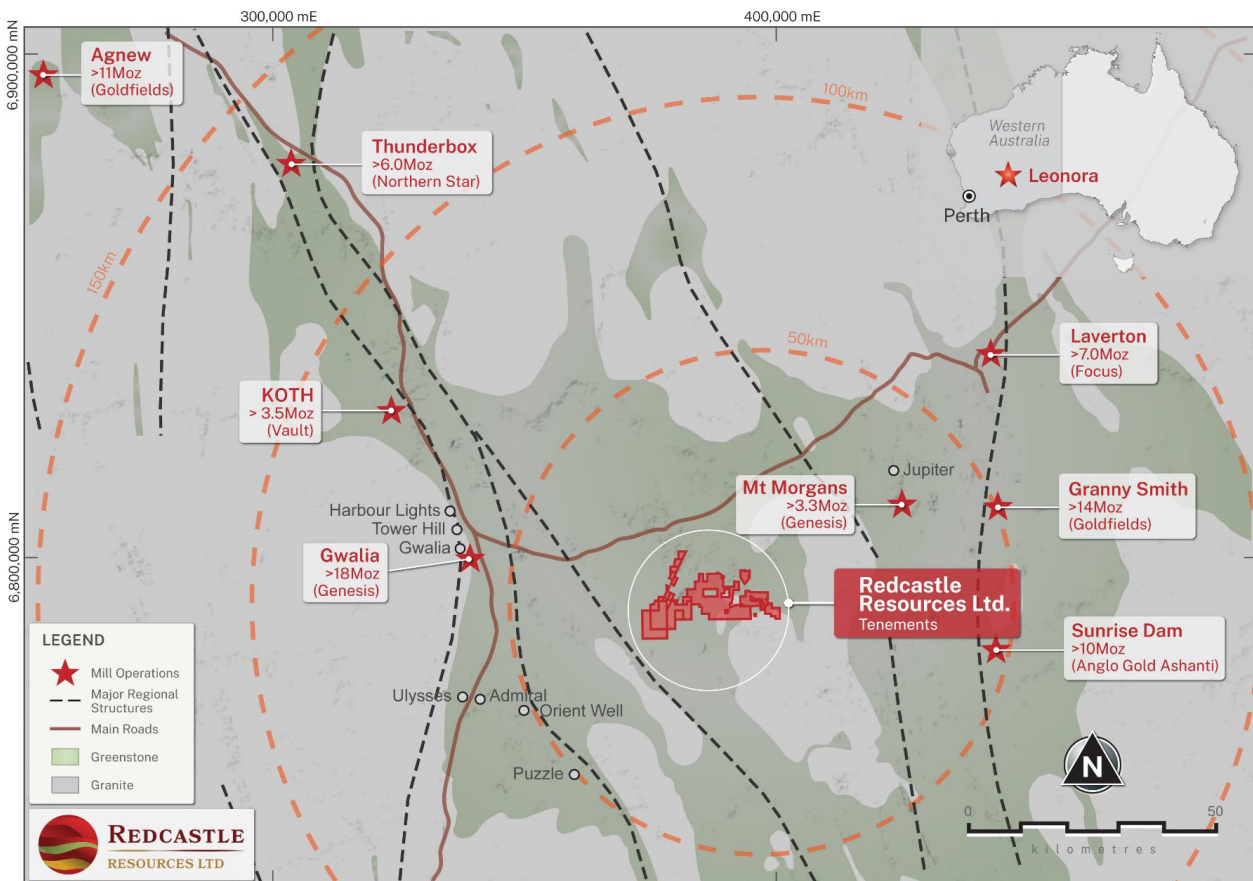 300,000 mE
400,000 mE
6,900,000 mN
6,800,000 mN
Agnew
>11Moz
(Goldfields)
Thunderbox
>6.0Moz
(Northern Star)
100km
150km
50km
Western
Australia
Leonora
Perth
Laverton
>7.0Moz
(Focus)
KOTH
> 3.5Moz
(Vault)
Jupiter
Mt Morgans
>3.3Moz
(Genesis)
Granny Smith
>14Moz
(Goldfields)
Harbour Lights
Tower Hill
Gwalia
Gwalia
>18Moz
(Genesis)
Redcastle
Resources Ltd.
Tenements
Sunrise Dam
>10Moz
(Anglo Gold Ashanti)
Ulysses
Admital
Orient Well
Puzzle
LEGEND
Mill Operations
Major Regional
Structures
Main Roads
Greenstone
Granite
N
0
50
kilometres
REDCASTLE
RESOURCES LTD